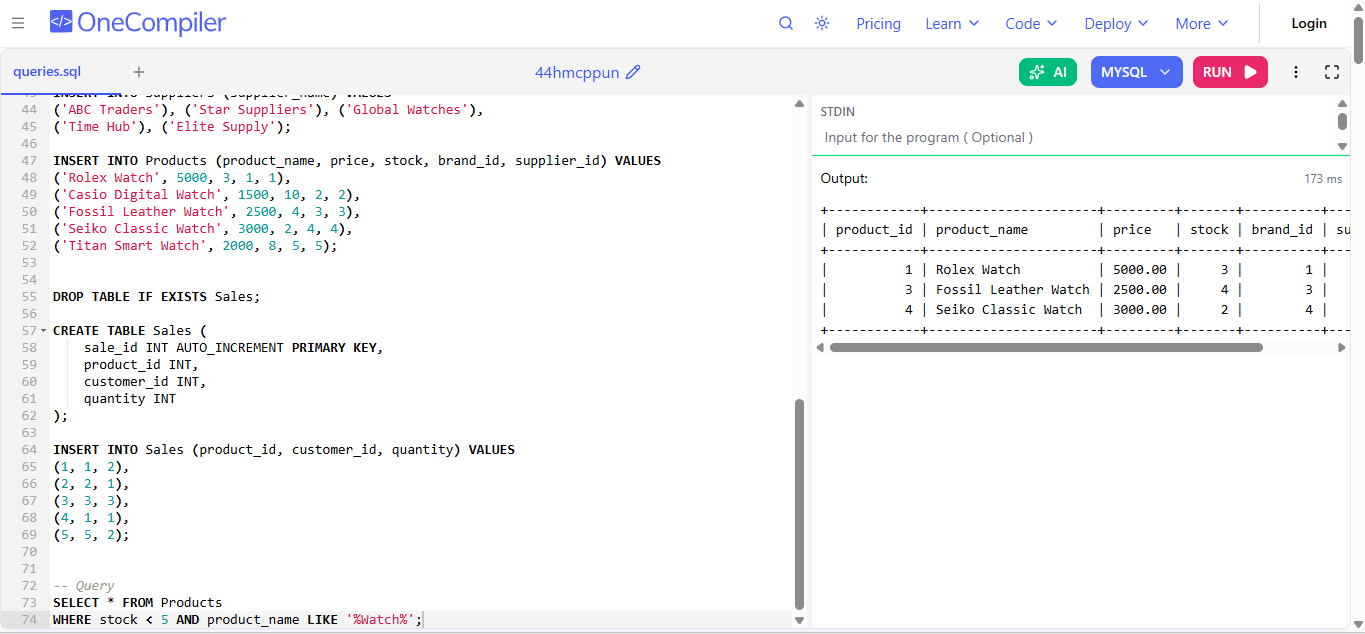 </> OneCompiler
Pricing Learn Code Deploy More Login
queries.sql + 44hmcppun AI MYSQL RUN
43 INSERT INTO Suppliers (supplier_name) VALUES
44 ('ABC Traders'), ('Star Suppliers'), ('Global Watches'),
45 ('Time Hub'), ('Elite Supply');
46
47 INSERT INTO Products (product_name, price, stock, brand_id, supplier_id) VALUES
48 ('Rolex Watch', 5000, 3, 1, 1),
49 ('Casio Digital Watch', 1500, 10, 2, 2),
50 ('Fossil Leather Watch', 2500, 4, 3, 3),
51 ('Seiko Classic Watch', 3000, 2, 4, 4),
52 ('Titan Smart Watch', 2000, 8, 5, 5);
53
54
55 DROP TABLE IF EXISTS Sales;
56
57 CREATE TABLE Sales (
58 sale_id INT AUTO_INCREMENT PRIMARY KEY,
59 product_id INT,
60 customer_id INT,
61 quantity INT
62 );
63
64 INSERT INTO Sales (product_id, customer_id, quantity) VALUES
65 (1, 1, 2),
66 (2, 2, 1),
67 (3, 3, 3),
68 (4, 1, 1),
69 (5, 5, 2);
70
71
72 -- Query
73 SELECT * FROM Products
74 WHERE stock < 5 AND product_name LIKE '%Watch%';
STDIN
Input for the program ( Optional )
Output: 173 ms
+------------+----------------------+---------+-------+----------+---
| product_id | product_name | price | stock | brand_id | su
+------------+----------------------+---------+-------+----------+---
| 1 | Rolex Watch | 5000.00 | 3 | 1 |
| 3 | Fossil Leather Watch | 2500.00 | 4 | 3 |
| 4 | Seiko Classic Watch | 3000.00 | 2 | 4 |
+------------+----------------------+---------+-------+----------+---